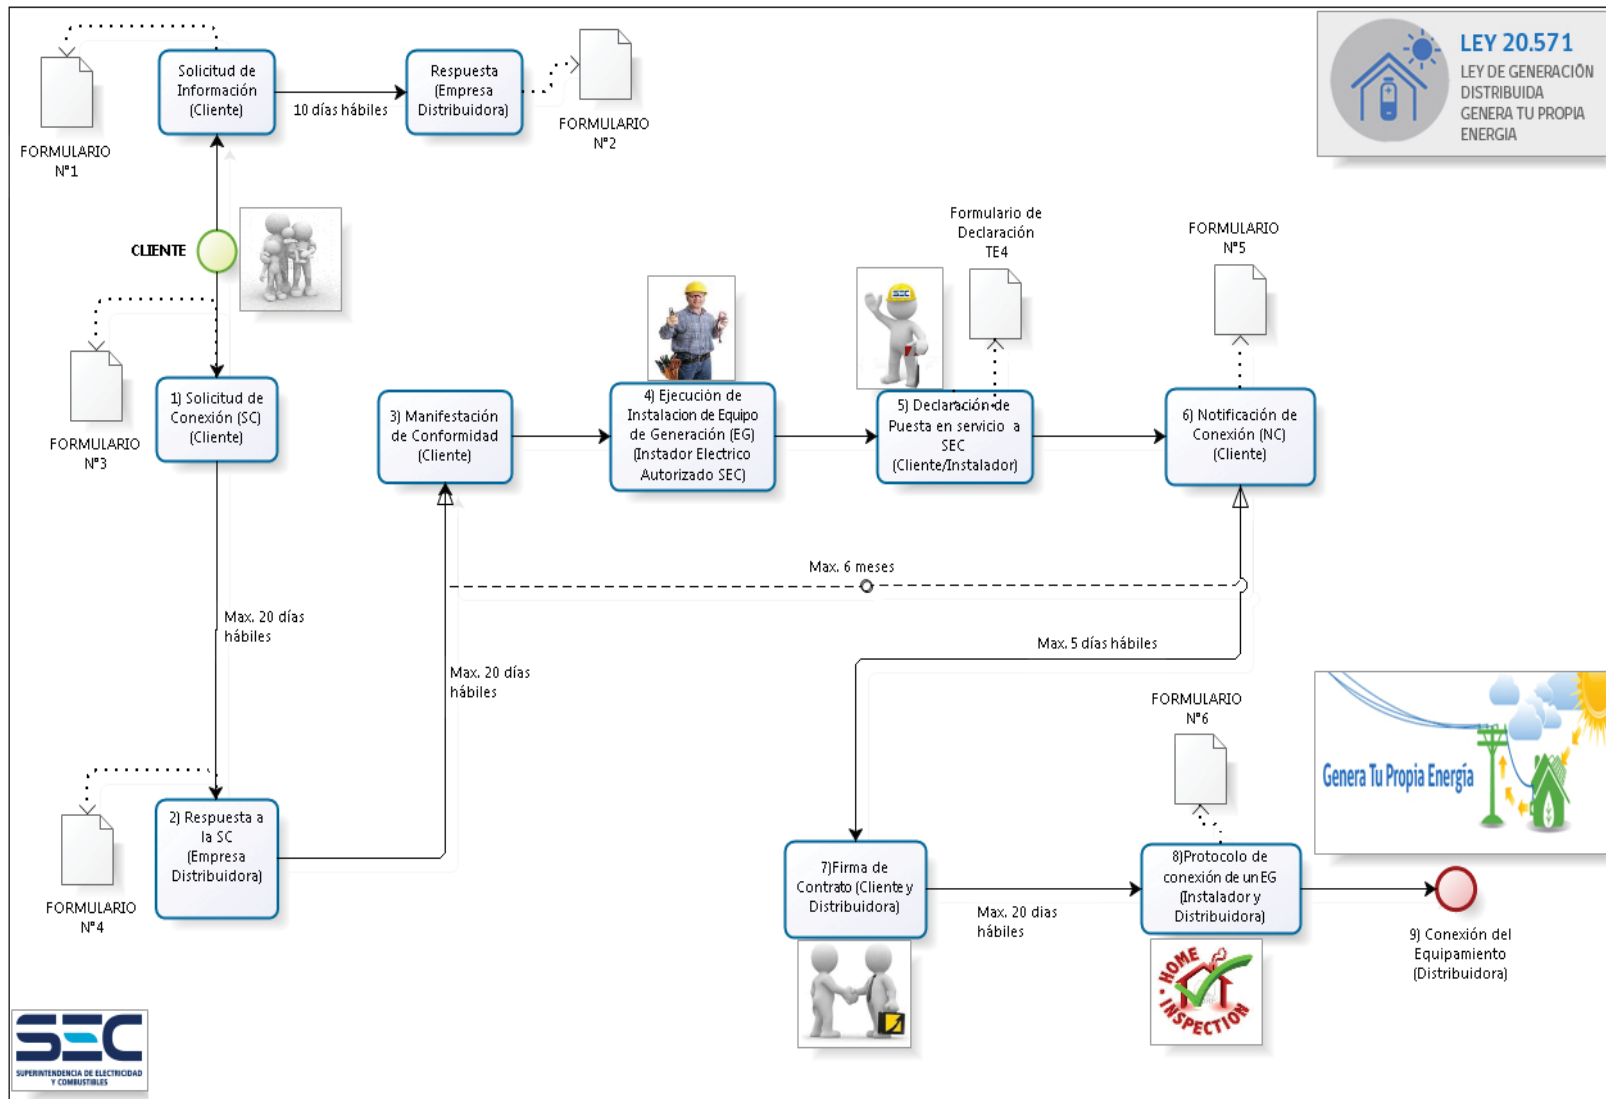 LEY 20.571
LEY DE GENERACIÓN
DISTRIBUIDA
GENERA TU PROPIA
ENERGIA
Solicitud de
Información
(Cliente)
10 días hábiles
Respuesta
(Empresa
Distribuidora)
FORMULARIO
N°1
FORMULARIO
N°2
CLIENTE
FORMULARIO
N°3
1) Solicitud de
Conexión (SC)
(Cliente)
3) Manifestación
de Conformidad
(Cliente)
4) Ejecución de
Instalacion de Equipo
de Generación (EG)
(Instador Electrico
Autorizado SEC)
SEC
Formulario de
Declaración
TE4
5) Declaración de
Puesta en servicio a
SEC
(Cliente/Instalador)
FORMULARIO
N°5
6) Notificación de
Conexión (NC)
(Cliente)
Max. 6 meses
Max. 20 días
hábiles
Max. 20 días
hábiles
Max. 5 días hábiles
2) Respuesta a
la SC
(Empresa
Distribuidora)
FORMULARIO
N°4
FORMULARIO
N°6
7)Firma de
Contrato (Cliente y
Distribuidora)
Max. 20 dias
hábiles
8)Protocolo de
conexión de un EG
(Instalador y
Distribuidora)
9) Conexión del
Equipamiento
(Distribuidora)
Genera Tu Propia Energía
HOME
INSPECTION
SEC
SUPERINTENDENCIA DE ELECTRICIDAD
Y COMBUSTIBLES